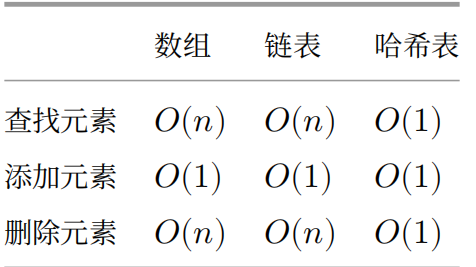 数组 链表 哈希表
查找元素 O(n) O(n) O(1)
添加元素 O(1) O(1) O(1)
删除元素 O(n) O(n) O(1)